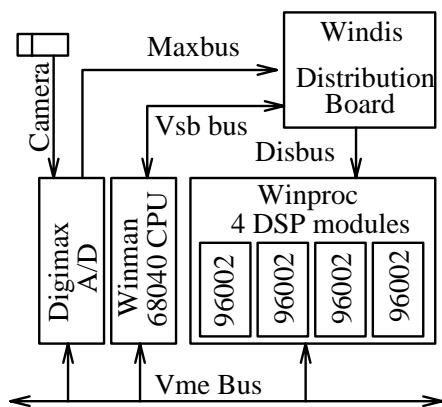 Windis
Distribution
Board
Maxbus
Vsb bus
Camera
Disbus
Digimax
A/D
Winman
68040 CPU
Winproc
4 DSP modules
96002
96002
96002
96002
Vme Bus